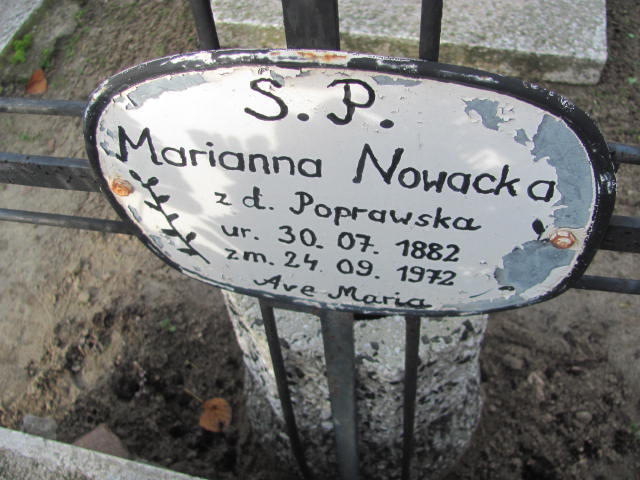 S.P.
Marianna Nowacka
z d. Poprawska
ur. 30. 07. 1882
zm. 24. 09. 1972
Ave Maria